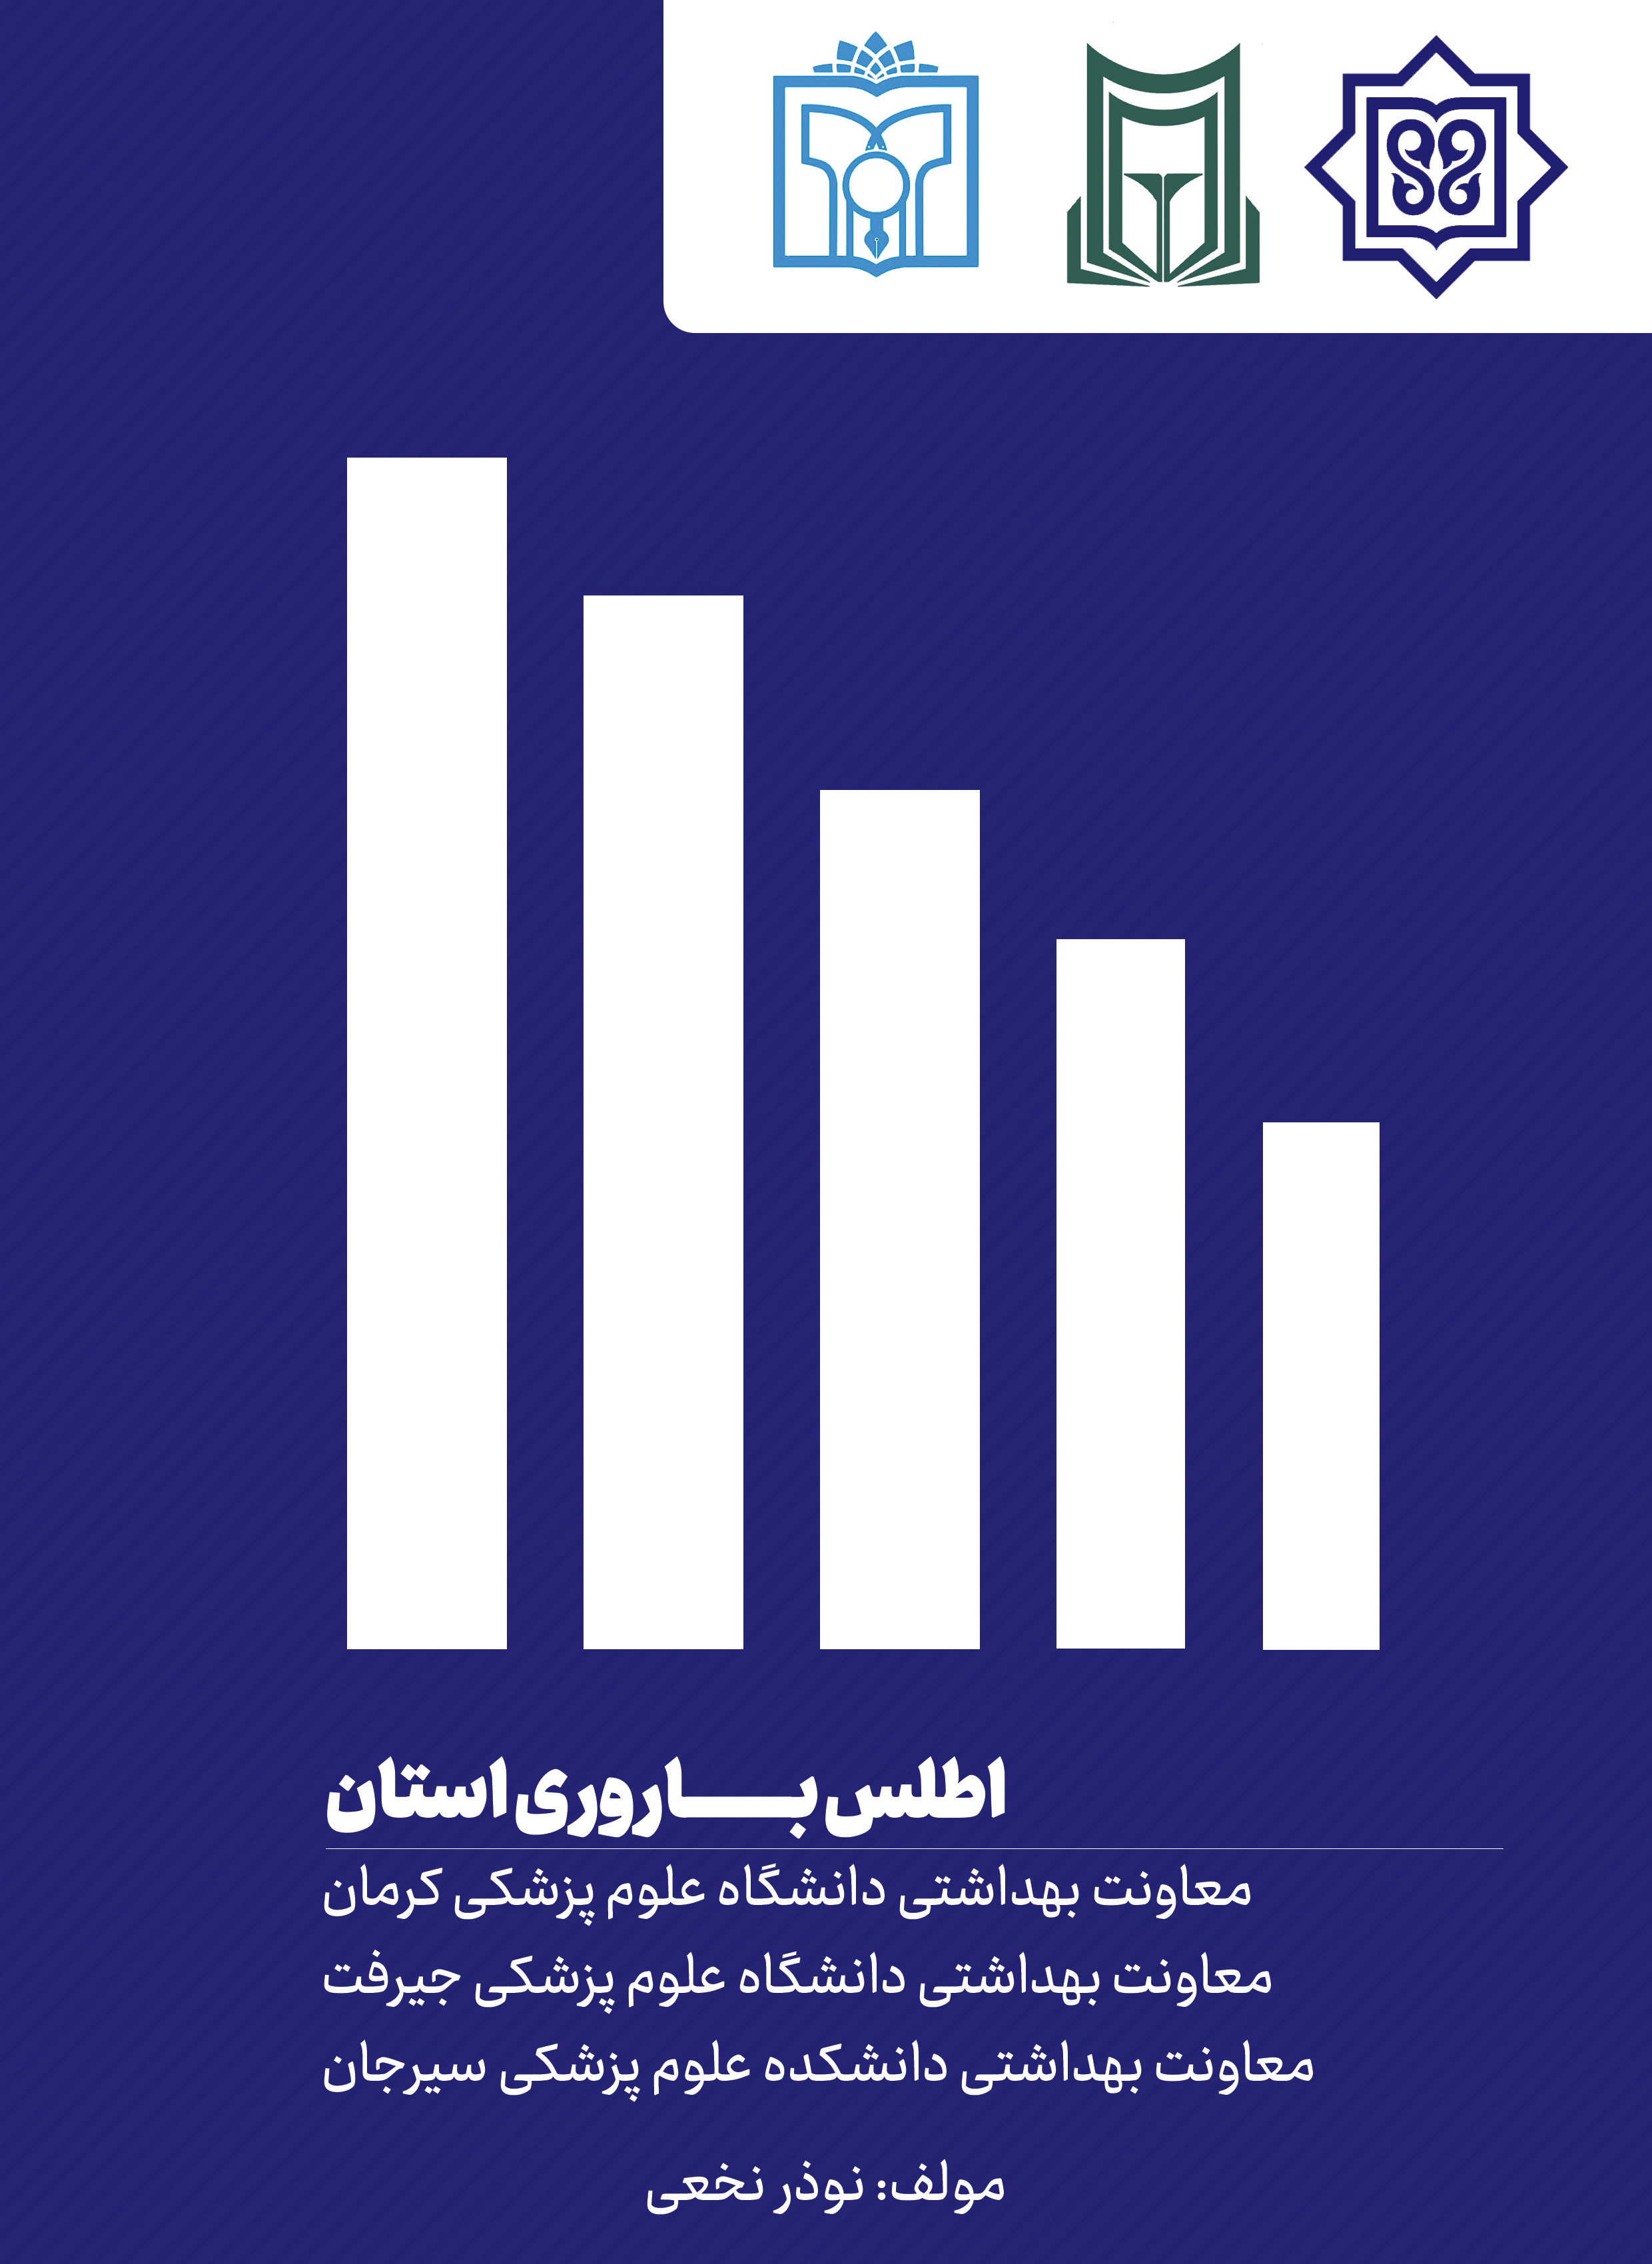 اطلس باروری استان
معاونت بهداشتی دانشگاه علوم پزشکی کرمان
معاونت بهداشتی دانشگاه علوم پزشکی جیرفت
معاونت بهداشتی دانشکده علوم پزشکی سیرجان
مولف: نوذر نخعی